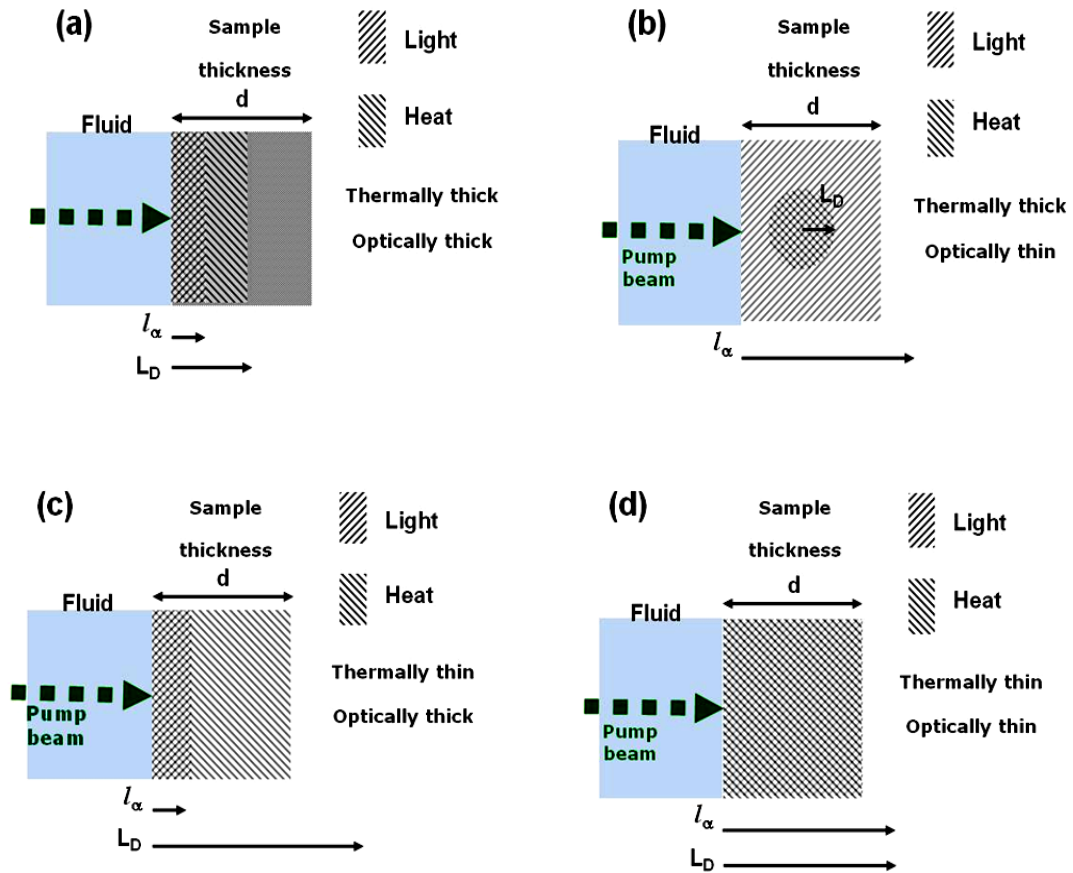 (a)
Sample
thickness
d
Fluid
Light
Heat
Thermally thick
Optically thick
lα
LD
(b)
Sample
thickness
d
Fluid
Light
Heat
LD
Pump
beam
Thermally thick
Optically thin
lα
(c)
Sample
thickness
d
Fluid
Light
Heat
Pump
beam
Thermally thin
Optically thick
lα
LD
(d)
Sample
thickness
d
Fluid
Light
Heat
Pump
beam
Thermally thin
Optically thin
lα
LD